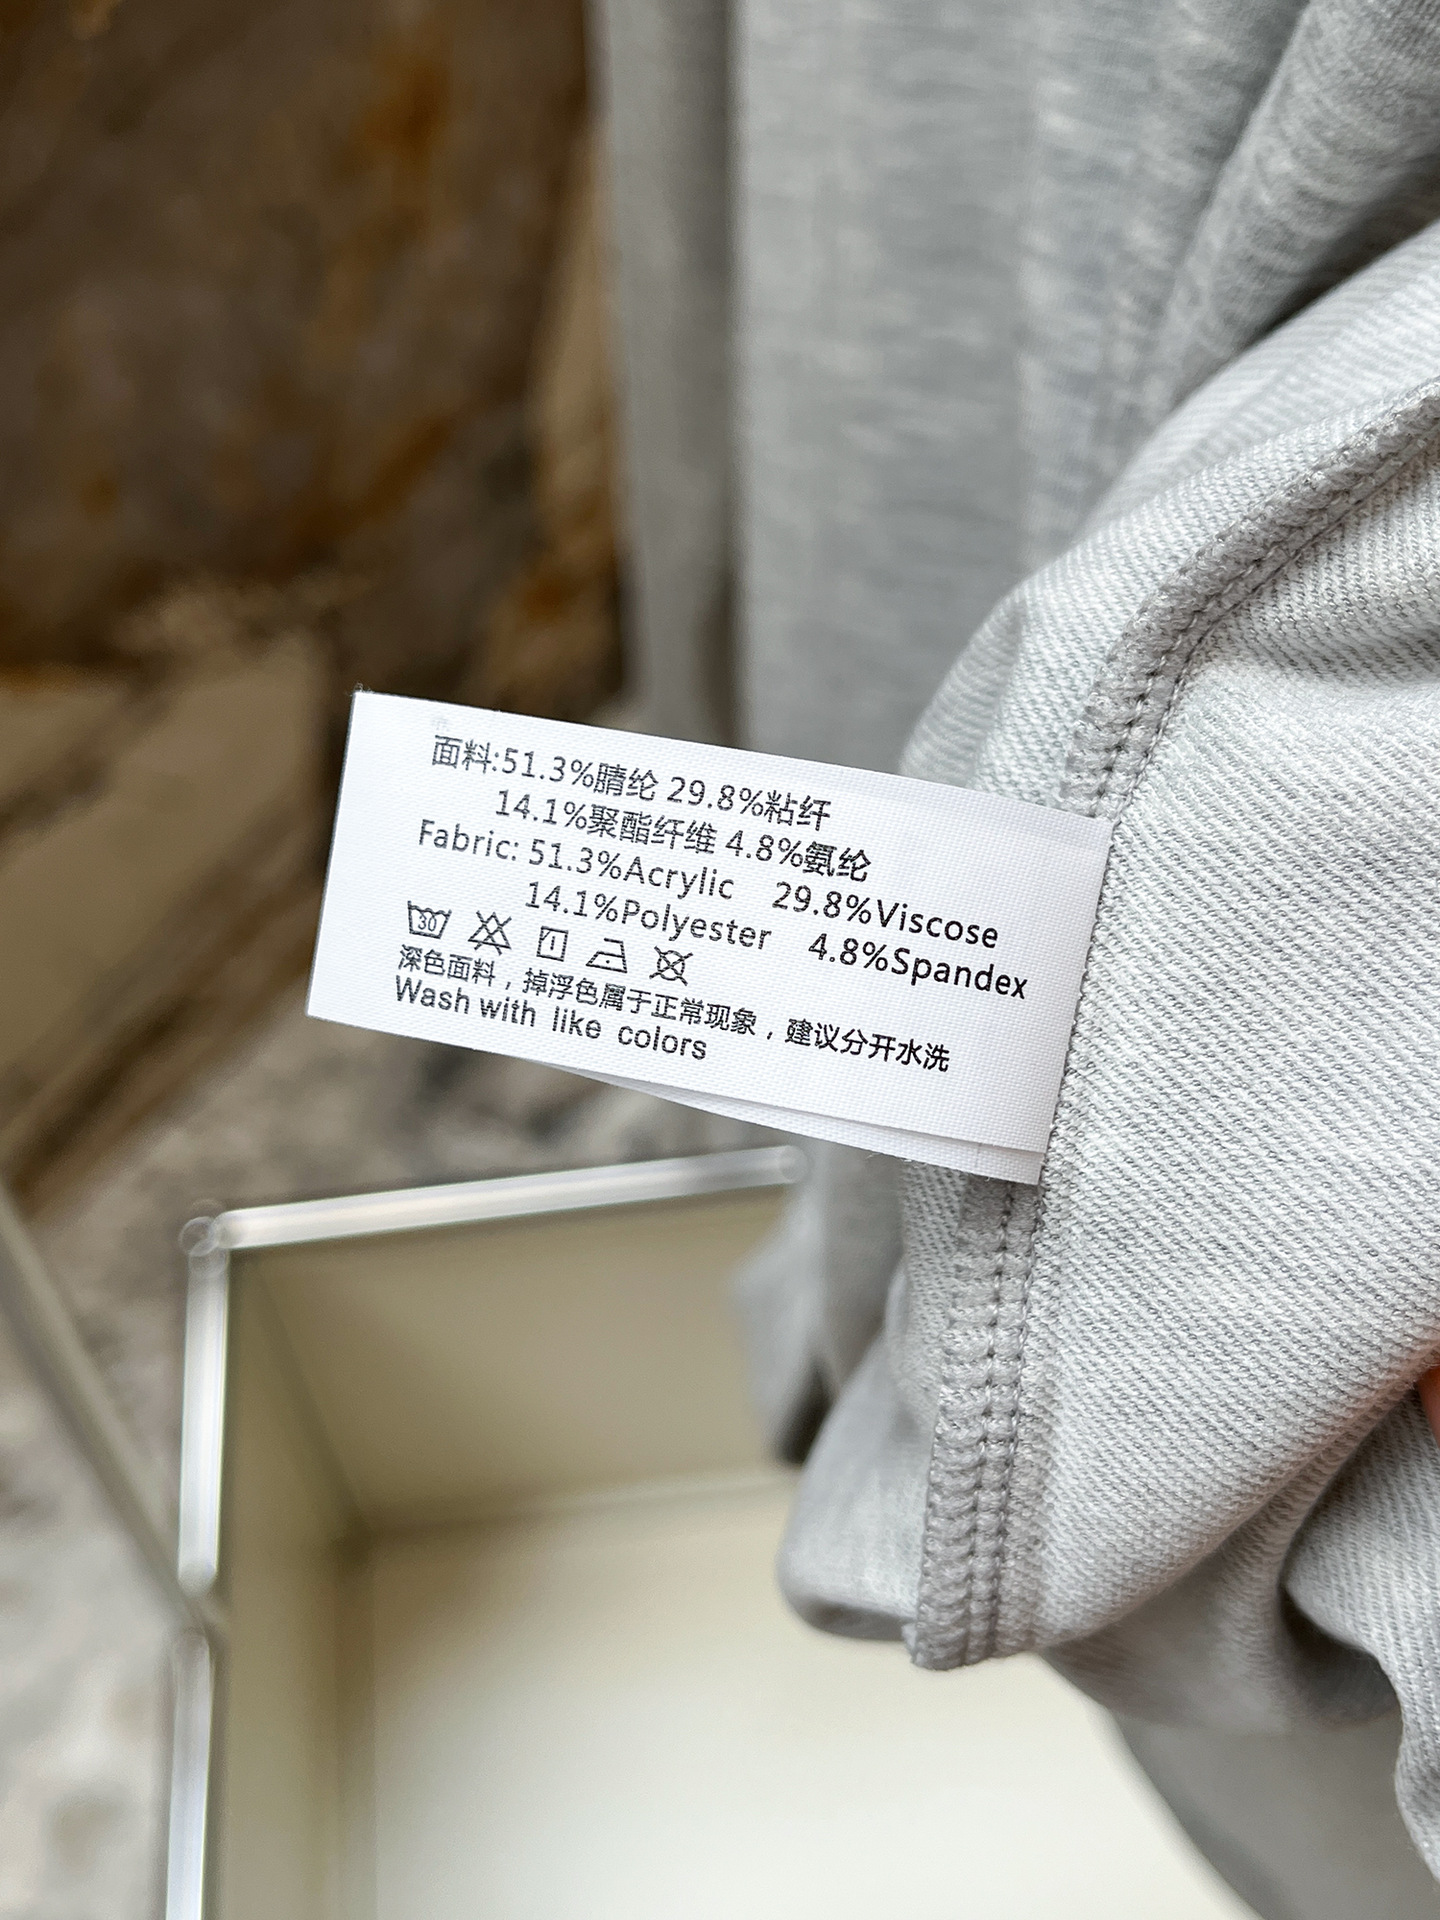 面料:51.3%腈纶 29.8%粘纤
14.1%聚酯纤维 4.8%氨纶
Fabric: 51.3%Acrylic 29.8%Viscose
14.1%Polyester 4.8%Spandex
30
深色面料，掉浮色属于正常现象，建议分开水洗
Wash with like colors